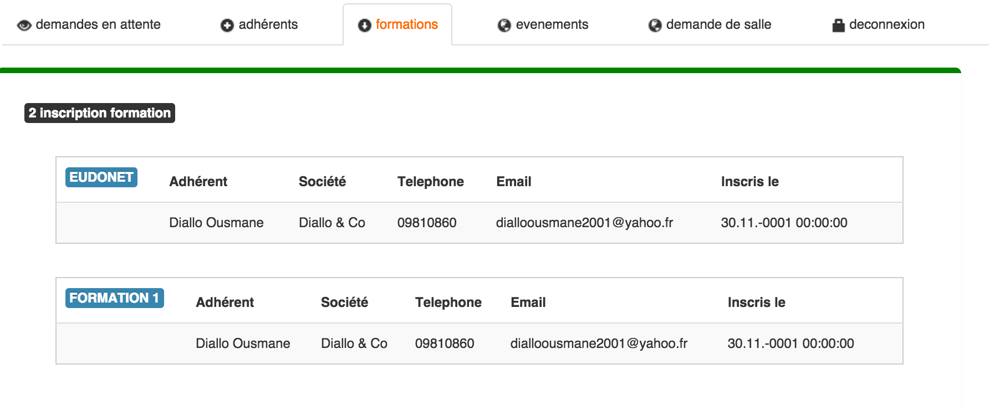 demandes en attente adhérents formations evenements demande de salle deconnexion
2 inscription formation
EUDONET Adhérent Société Telephone Email Inscris le
Diallo Ousmane Diallo & Co 09810860 dialloousmane2001@yahoo.fr 30.11.-0001 00:00:00
FORMATION 1 Adhérent Société Telephone Email Inscris le
Diallo Ousmane Diallo & Co 09810860 dialloousmane2001@yahoo.fr 30.11.-0001 00:00:00